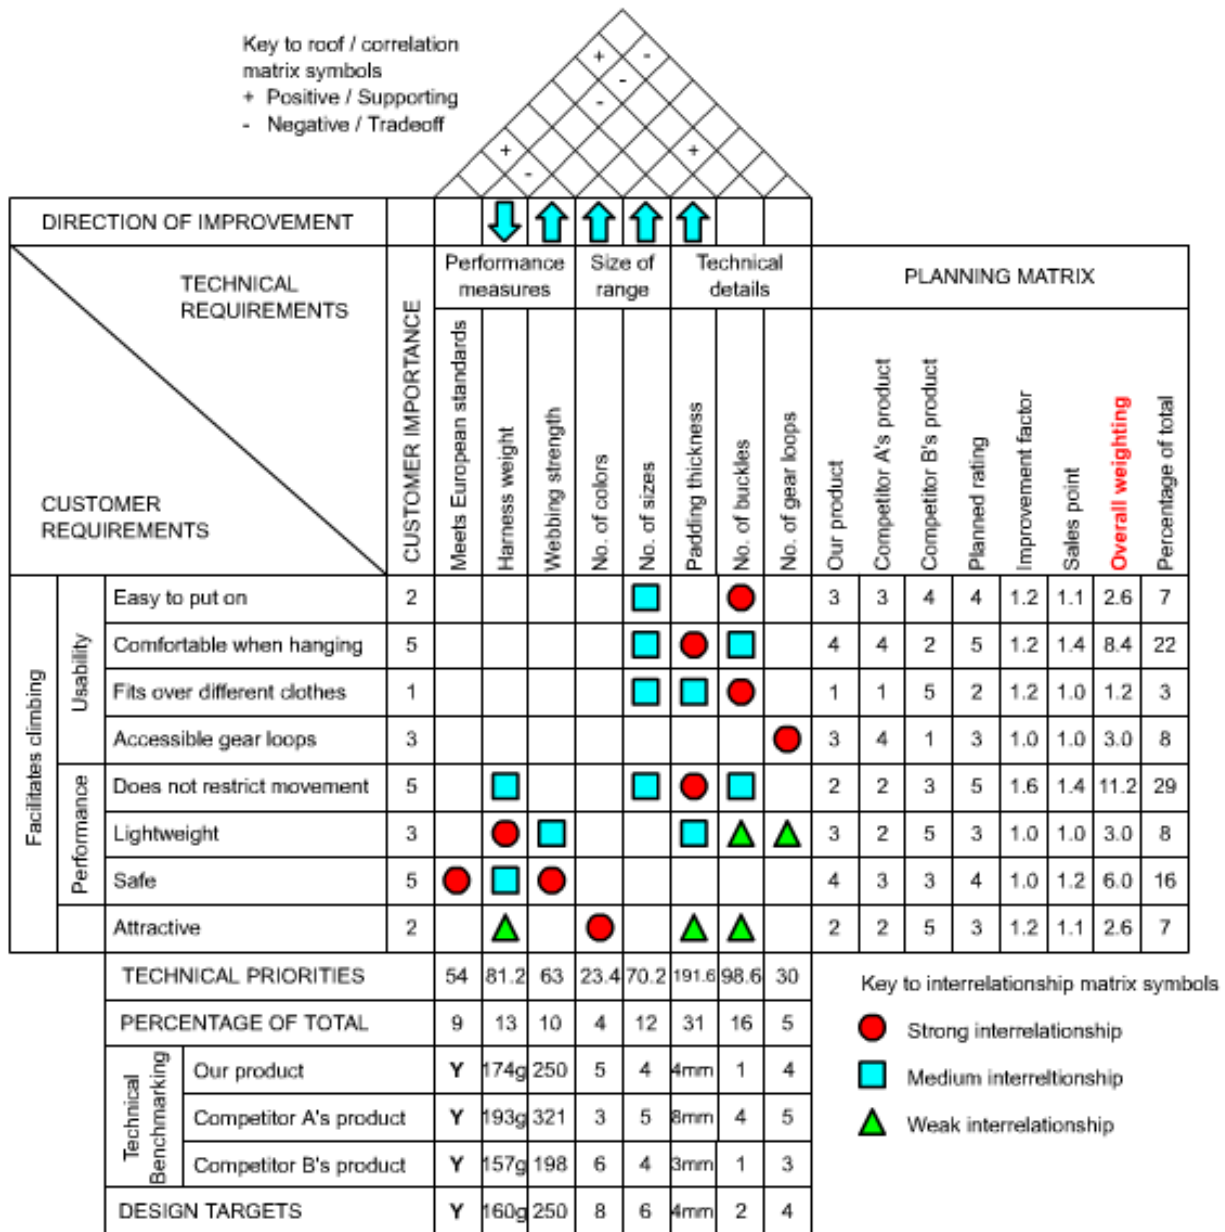 Key to roof / correlation
matrix symbols
+ Positive / Supporting
- Negative / Tradeoff
+ -
-
-
+ +
-
DIRECTION OF IMPROVEMENT
TECHNICAL
REQUIREMENTS
CUSTOMER
REQUIREMENTS
CUSTOMER IMPORTANCE
Performance
measures
Size of
range
Technical
details
PLANNING MATRIX
Meets European standards
Harness weight
Webbing strength
No. of colors
No. of sizes
Padding thickness
No. of buckles
No. of gear loops
Our product
Competitor A's product
Competitor B's product
Planned rating
Improvement factor
Sales point
Overall weighting
Percentage of total
Facilitates climbing
Usability
Easy to put on 2 3 3 4 4 1.2 1.1 2.6 7
Comfortable when hanging 5 4 4 2 5 1.2 1.4 8.4 22
Fits over different clothes 1 1 1 5 2 1.2 1.0 1.2 3
Accessible gear loops 3 3 4 1 3 1.0 1.0 3.0 8
Performance
Does not restrict movement 5 2 2 3 5 1.6 1.4 11.2 29
Lightweight 3 3 2 5 3 1.0 1.0 3.0 8
Safe 5 4 3 3 4 1.0 1.2 6.0 16
Attractive 2 2 2 5 3 1.2 1.1 2.6 7
TECHNICAL PRIORITIES 54 81.2 63 23.4 70.2 191.6 98.6 30
PERCENTAGE OF TOTAL 9 13 10 4 12 31 16 5
Technical
Benchmarking
Our product Y 174g 250 5 4 4mm 1 4
Competitor A's product Y 193g 321 3 5 8mm 4 5
Competitor B's product Y 157g 198 6 4 3mm 1 3
DESIGN TARGETS Y 160g 250 8 6 4mm 2 4
Key to interrelationship matrix symbols
Strong interrelationship
Medium interreltionship
Weak interrelationship